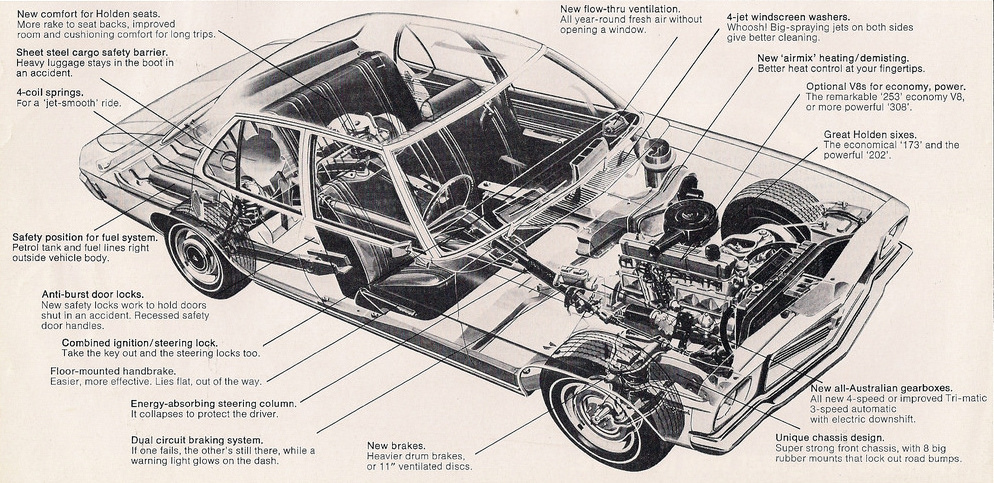 New comfort for Holden seats.
More rake to seat backs, improved
room and cushioning comfort for long trips.
Sheet steel cargo safety barrier.
Heavy luggage stays in the boot in
an accident.
4-coil springs.
For a 'jet-smooth' ride.
New flow-thru ventilation.
All year-round fresh air without
opening a window.
4-jet windscreen washers.
Whoosh! Big-spraying jets on both sides
give better cleaning.
New 'airmix' heating/demisting.
Better heat control at your fingertips.
Optional V8s for economy, power.
The remarkable '253' economy V8,
or more powerful '308'.
Great Holden sixes.
The economical '173' and the
powerful '202'.
Safety position for fuel system.
Petrol tank and fuel lines right
outside vehicle body.
Anti-burst door locks.
New safety locks work to hold doors
shut in an accident. Recessed safety
door handles.
Combined ignition/steering lock.
Take the key out and the steering locks too.
Floor-mounted handbrake.
Easier, more effective. Lies flat, out of the way.
Energy-absorbing steering column.
It collapses to protect the driver.
Dual circuit braking system.
If one fails, the other's still there, while a
warning light glows on the dash.
New brakes.
Heavier drum brakes,
or 11" ventilated discs.
New all-Australian gearboxes.
All new 4-speed or improved Tri-matic
3-speed automatic
with electric downshift.
Unique chassis design.
Super strong front chassis, with 8 big
rubber mounts that lock out road bumps.